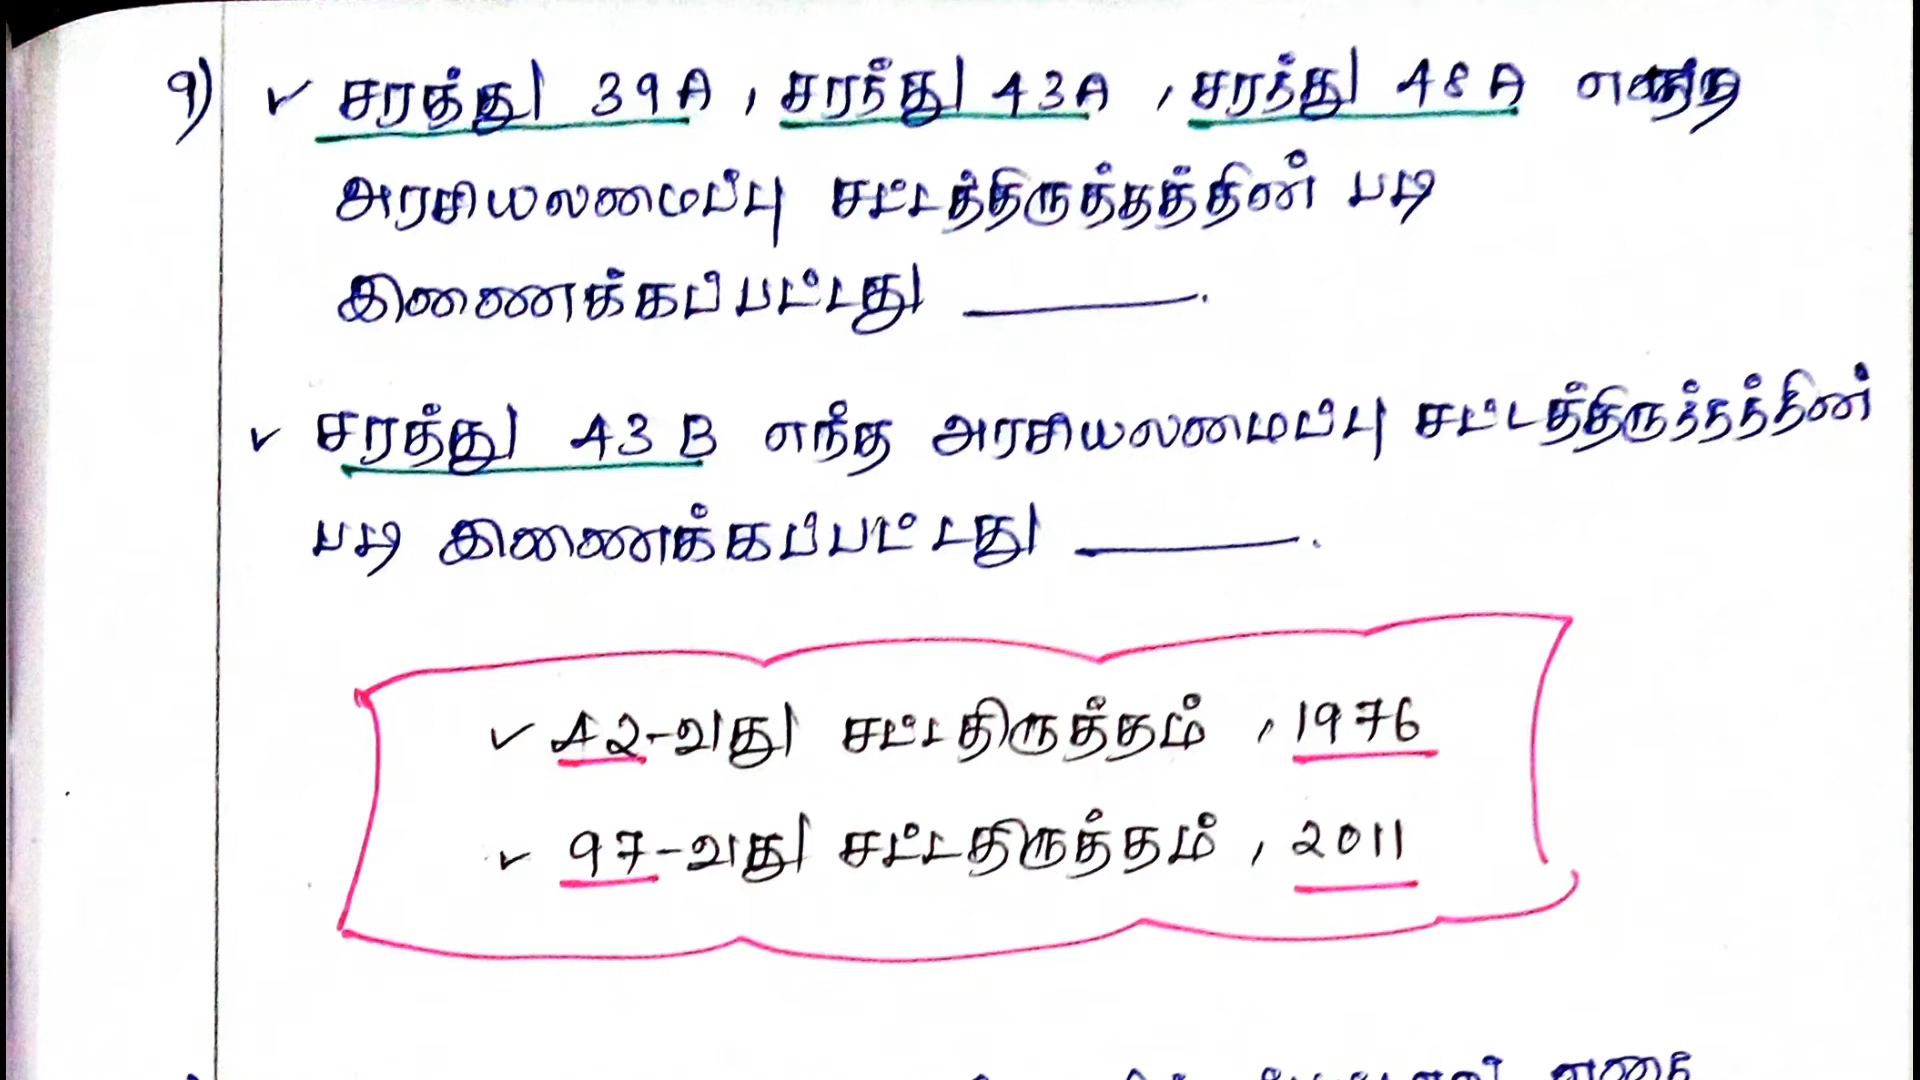 9) ✓ சரத்து 39A, சரத்து 43A, சரத்து 48A எந்த
அரசியலமைப்பு சட்டத்திருத்தத்தின் படி
இணைக்கப்பட்டது ______.
✓ சரத்து 43B எந்த அரசியலமைப்பு சட்டத்திருத்தத்தின்
படி இணைக்கப்பட்டது ______.
✓ 42-வது சட்டதிருத்தம், 1976
✓ 97-வது சட்டதிருத்தம், 2011